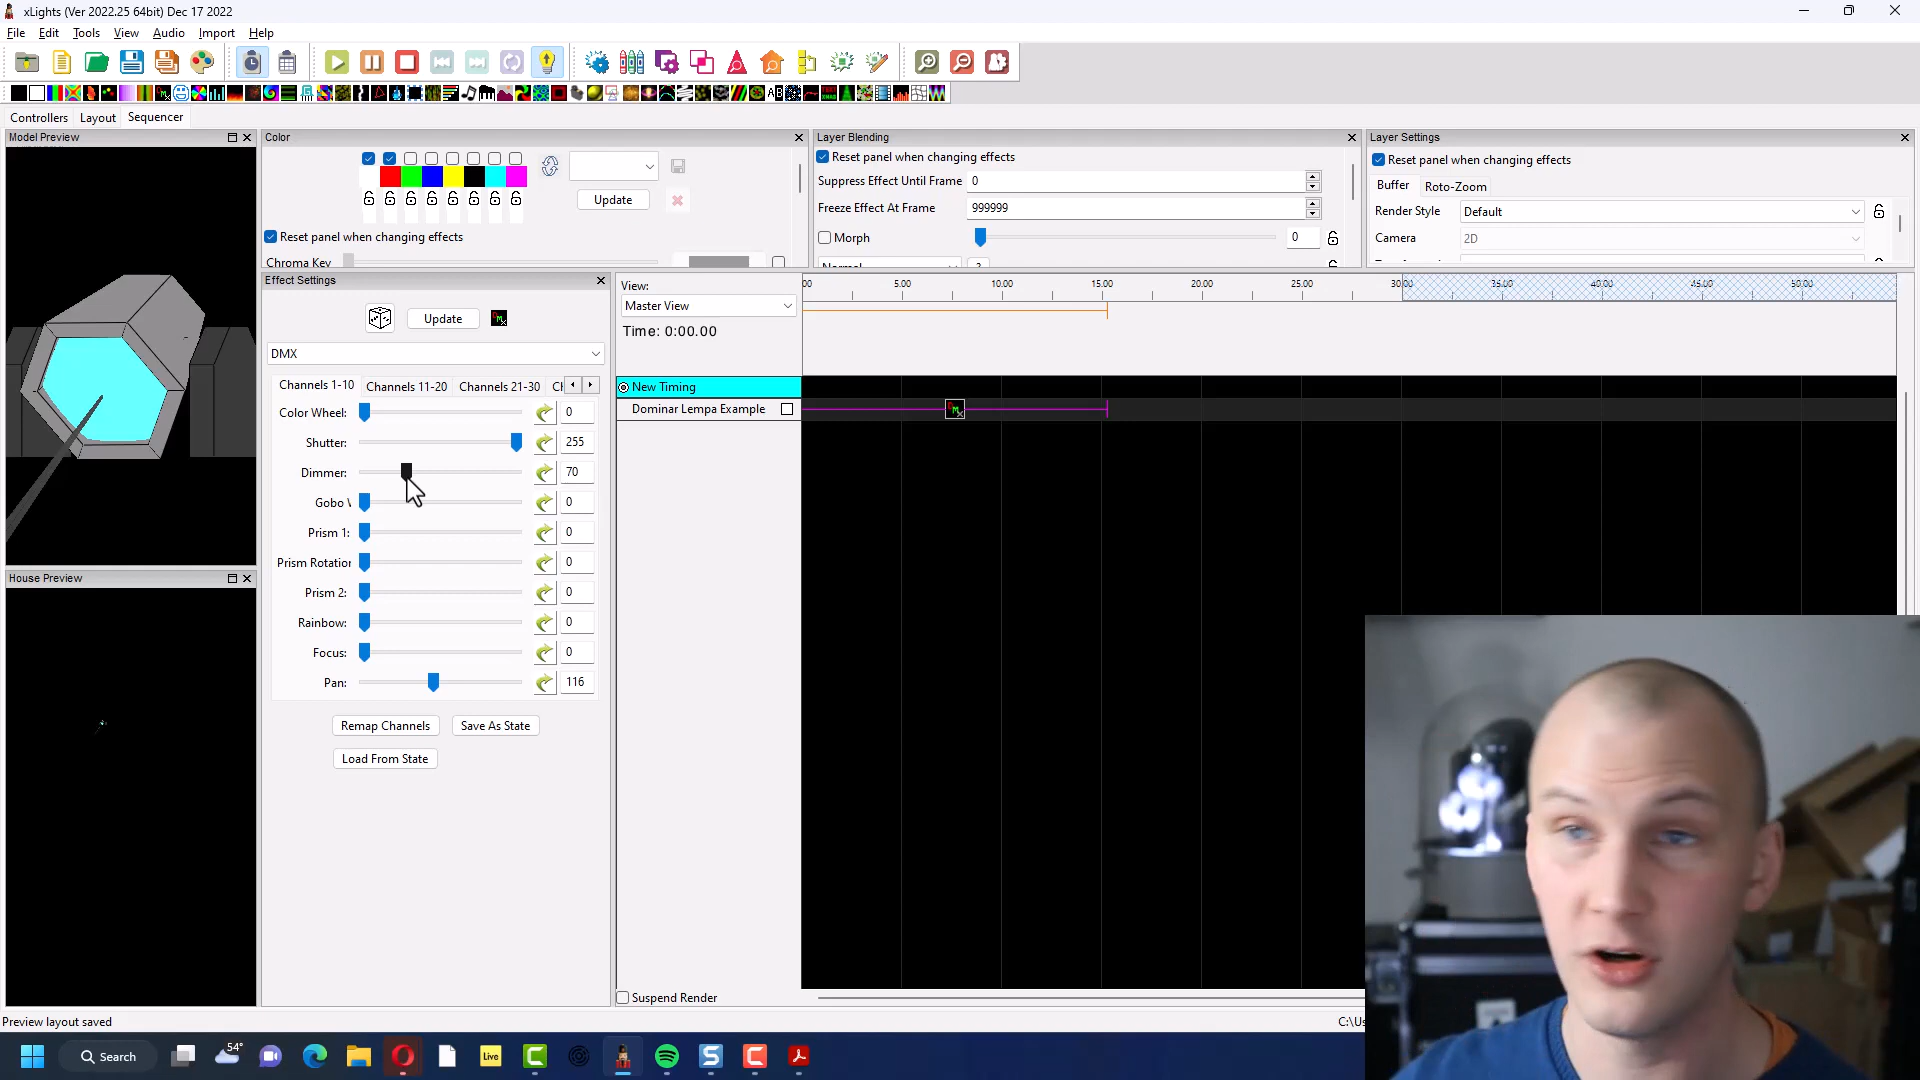 xLights (Ver 2022.25 64bit) Dec 17 2022
File Edit Tools View Audio Import Help
Controllers Layout Sequencer
Model Preview
Color
Layer Blending
Layer Settings
Reset panel when changing effects
Reset panel when changing effects
Suppress Effect Until Frame 0
Buffer Roto-Zoom
Update
Freeze Effect At Frame 999999
Render Style Default
Reset panel when changing effects
Morph 0
Camera 2D
Chroma Key
Normal
Effect Settings
View:
00 5.00 10.00 15.00 20.00 25.00 30.00 35.00 40.00 45.00 50.00
Master View
Update
Time: 0:00.00
DMX
Channels 1-10 Channels 11-20 Channels 21-30
New Timing
Color Wheel: 0
Dominar Lempa Example
Shutter: 255
Dimmer: 70
Gobo 0
Prism 1: 0
Prism Rotation 0
House Preview
Prism 2: 0
Rainbow: 0
Focus: 0
Pan: 116
Remap Channels Save As State
Load From State
Suspend Render
Preview layout saved
C:\Us
Search
54°
Live